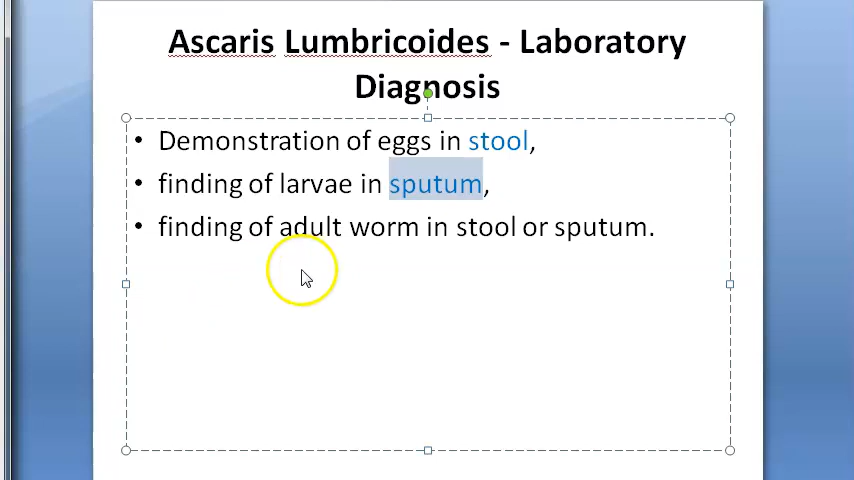 Ascaris Lumbricoides - Laboratory
Diagnosis
• Demonstration of eggs in stool,
• finding of larvae in sputum,
• finding of adult worm in stool or sputum.